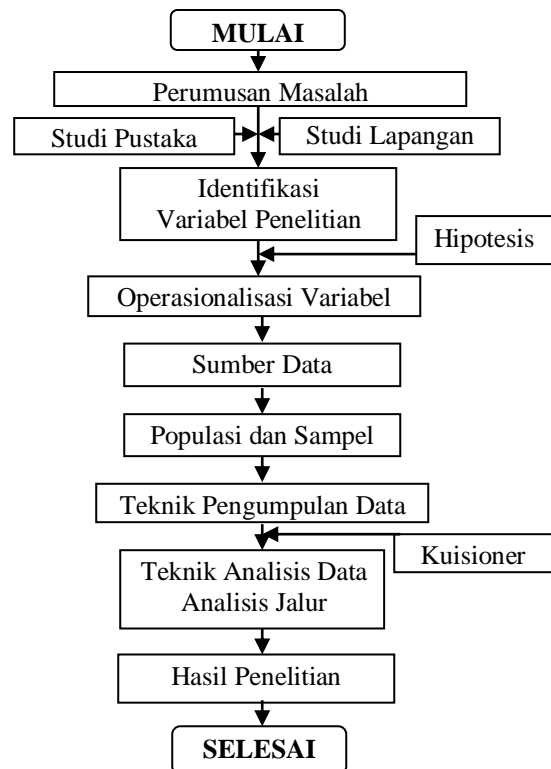 MULAI
Perumusan Masalah
Studi Pustaka
Studi Lapangan
Identifikasi
Variabel Penelitian
Hipotesis
Operasionalisasi Variabel
Sumber Data
Populasi dan Sampel
Teknik Pengumpulan Data
Kuisioner
Teknik Analisis Data
Analisis Jalur
Hasil Penelitian
SELESAI